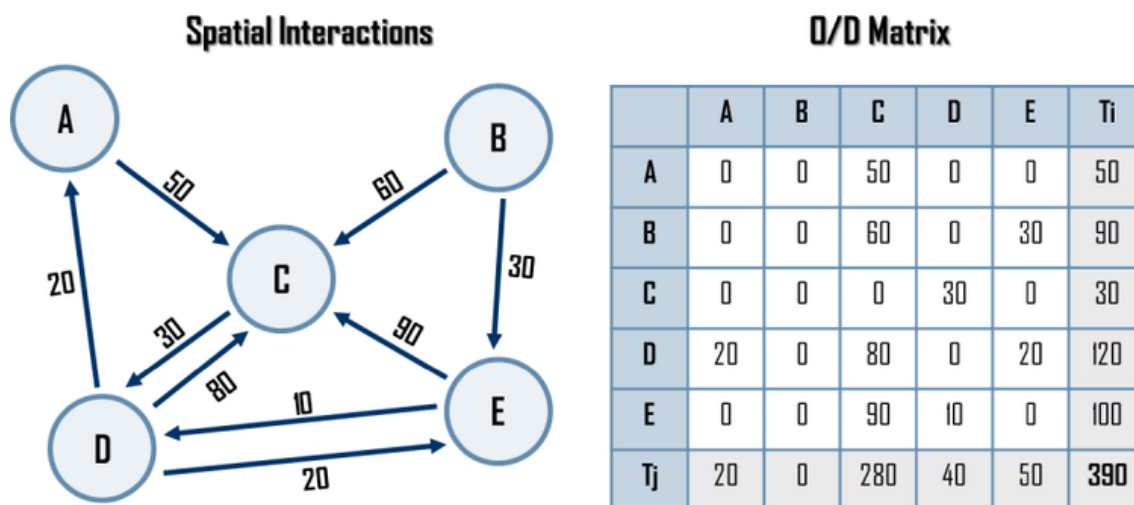 Spatial Interactions
O/D Matrix
A
B
50
60
C
20
30
30
80
90
10
D
E
20
A B C D E Ti
A 0 0 50 0 0 50
B 0 0 60 0 30 90
C 0 0 0 30 0 30
D 20 0 80 0 20 120
E 0 0 90 10 0 100
Tj 20 0 280 40 50 390